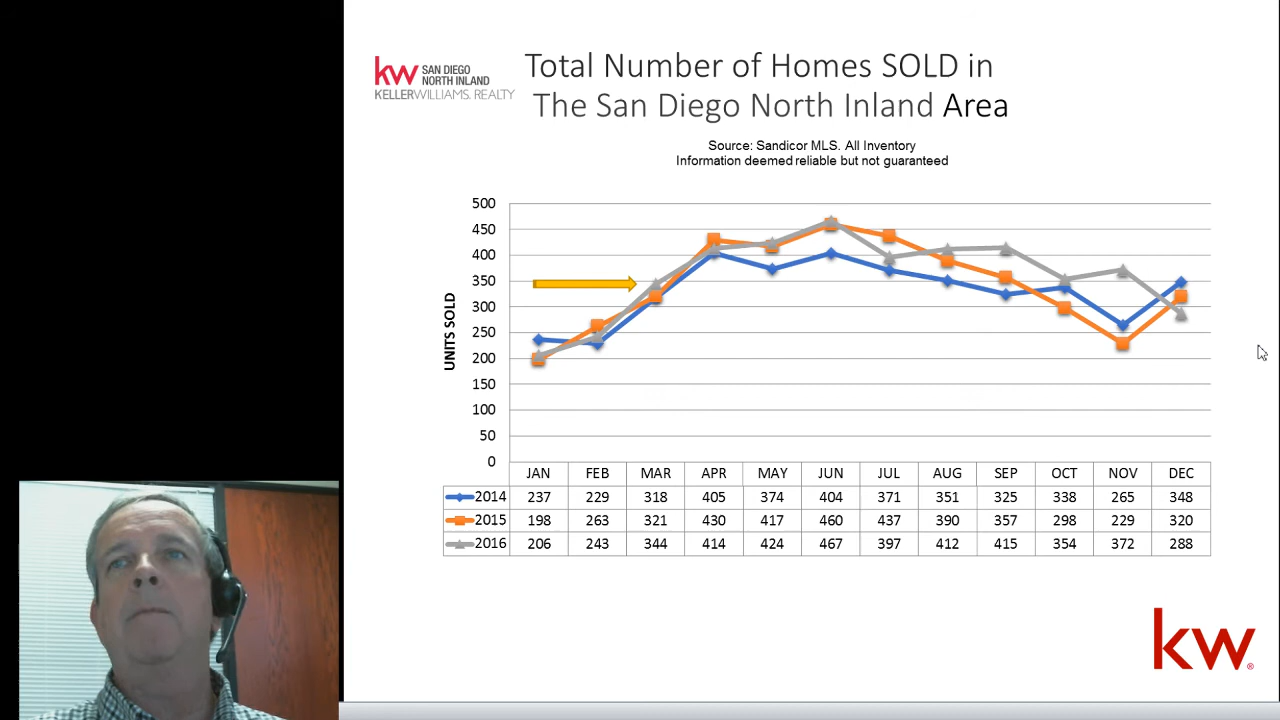 kw SAN DIEGO
NORTH INLAND
KELLERWILLIAMS. REALTY
Total Number of Homes SOLD in
The San Diego North Inland Area
Source: Sandicor MLS. All Inventory
Information deemed reliable but not guaranteed
500
450
400
350
300
250
200
150
100
50
0
UNITS SOLD
JAN FEB MAR APR MAY JUN JUL AUG SEP OCT NOV DEC
2014 237 229 318 405 374 404 371 351 325 338 265 348
2015 198 263 321 430 417 460 437 390 357 298 229 320
2016 206 243 344 414 424 467 397 412 415 354 372 288
kw®